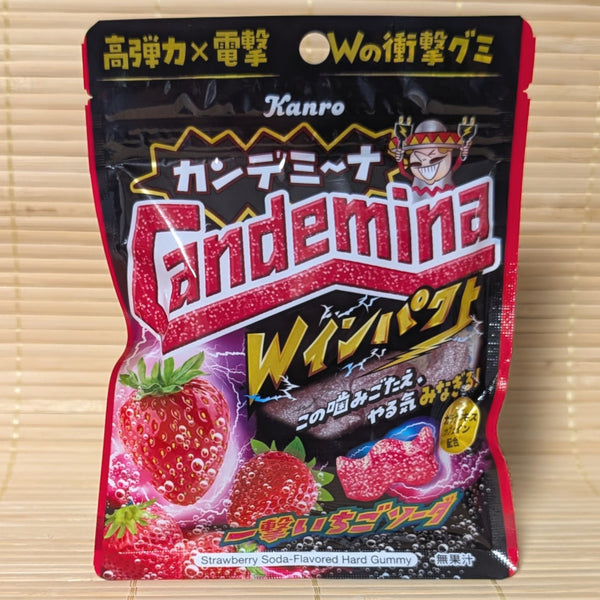 高弾力×電撃 Wの衝撃グミ
Kanro
カンデミ〜ナ
Candemina
Wインパクト
この噛みごたえ、
やる気みなぎる!
配合
一撃いちごソーダ
Strawberry Soda-Flavored Hard Gummy
無果汁